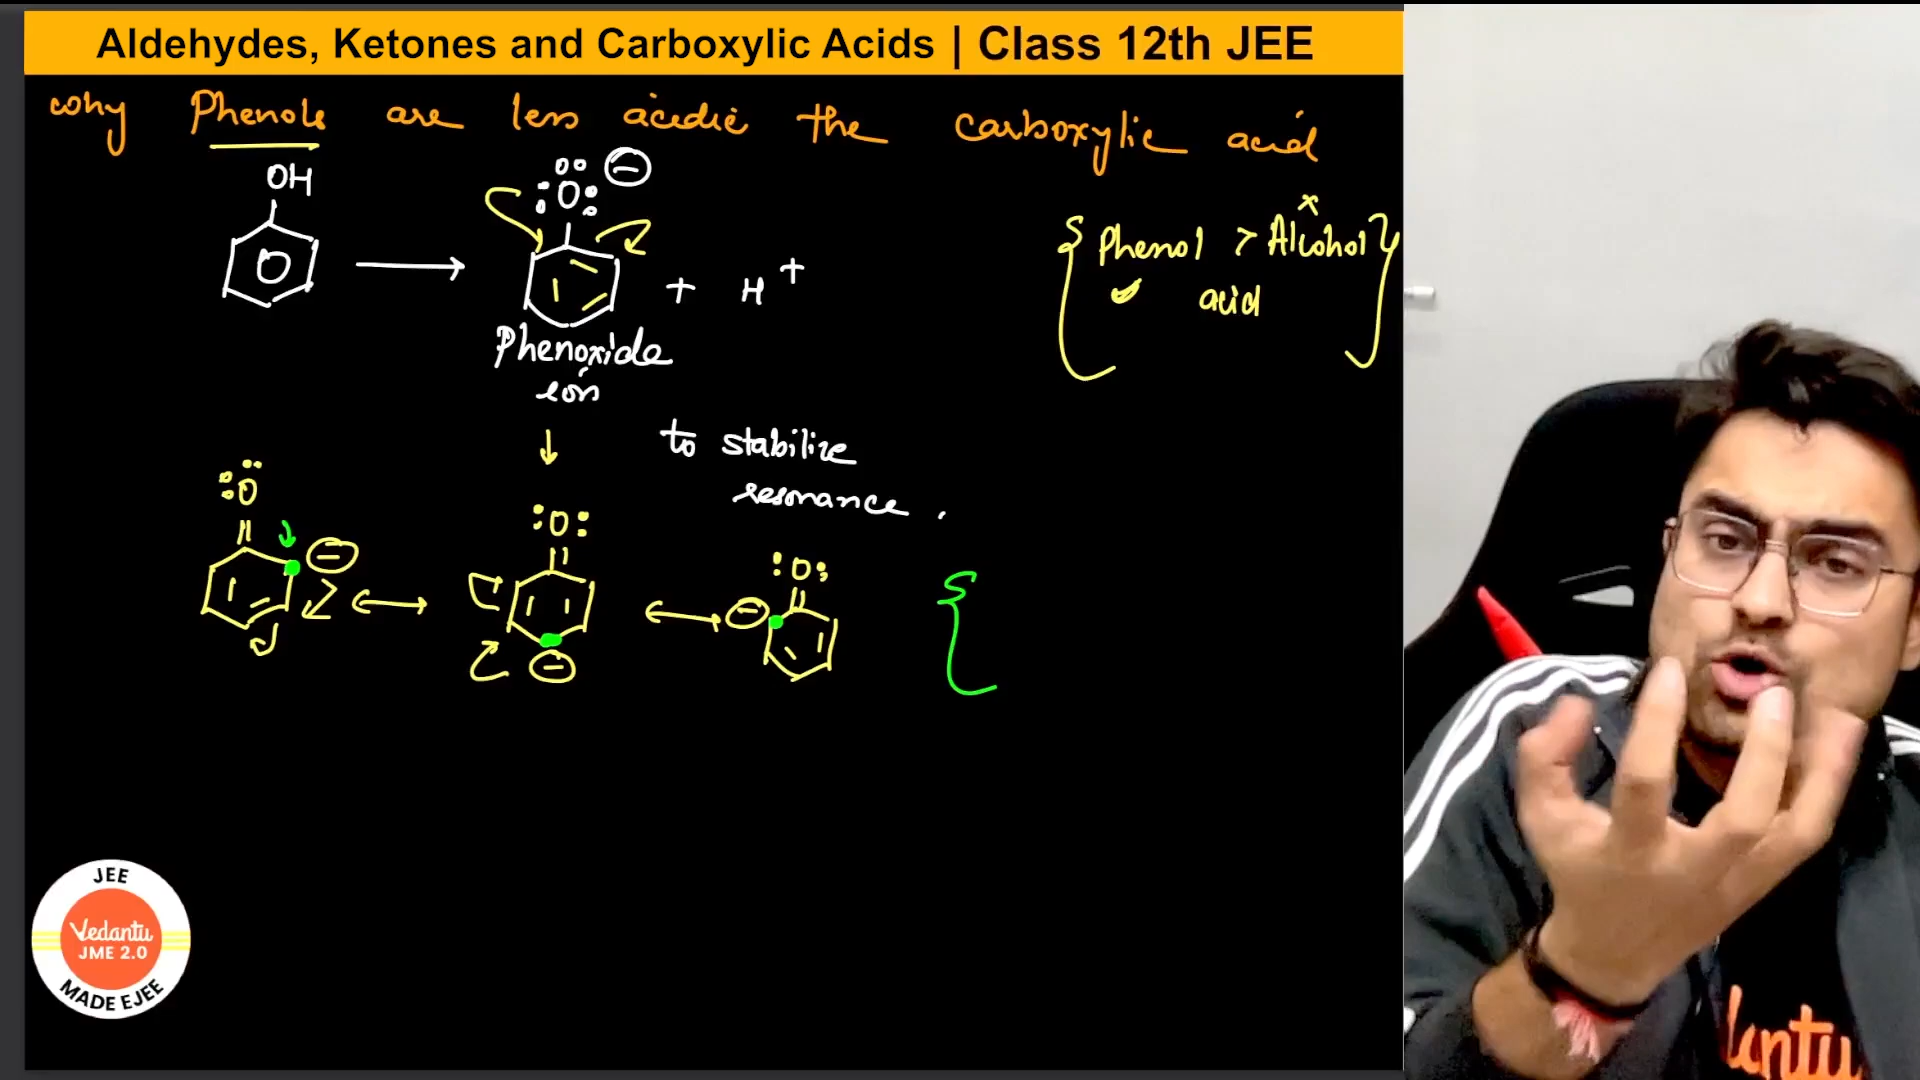 Aldehydes, Ketones and Carboxylic Acids | Class 12th JEE
why Phenols are less acidic the carboxylic acid
OH
O
Phenol > Alcohol
acid
+ H+
Phenoxide
ion
to stabilize
resonance.
O
O
O
JEE
Vedantu
JME 2.0
MADE EJEE
Vedantu